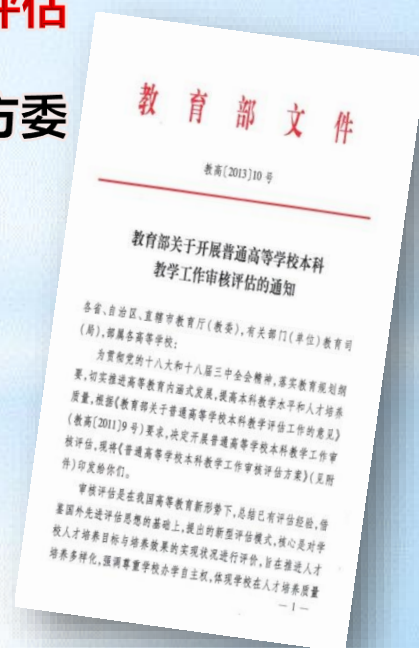 评估
方委
教育部文件
教高[2013]10号
教育部关于开展普通高等学校本科
教学工作审核评估的通知
各省、自治区、直辖市教育厅(教委),有关部门(单位)教育司
(局),部属各高等学校:
为贯彻党的十八大和十八届三中全会精神,落实教育规划纲
要,切实推进高等教育内涵式发展,提高本科教学水平和人才培养
质量,根据《教育部关于普通高等学校本科教学评估工作的意见》
(教高[2011]9号)要求,决定开展普通高等学校本科教学工作审
核评估,现将《普通高等学校本科教学工作审核评估方案》(见附
件)印发给你们。
审核评估是在我国高等教育新形势下,总结已有评估经验,借
鉴国外先进评估思想的基础上,提出的新型评估模式,核心是对学
校人才培养目标与培养效果的实现状况进行评价,旨在推进人才
培养多样化,强调尊重学校办学自主权,体现学校在人才培养质量
—1—